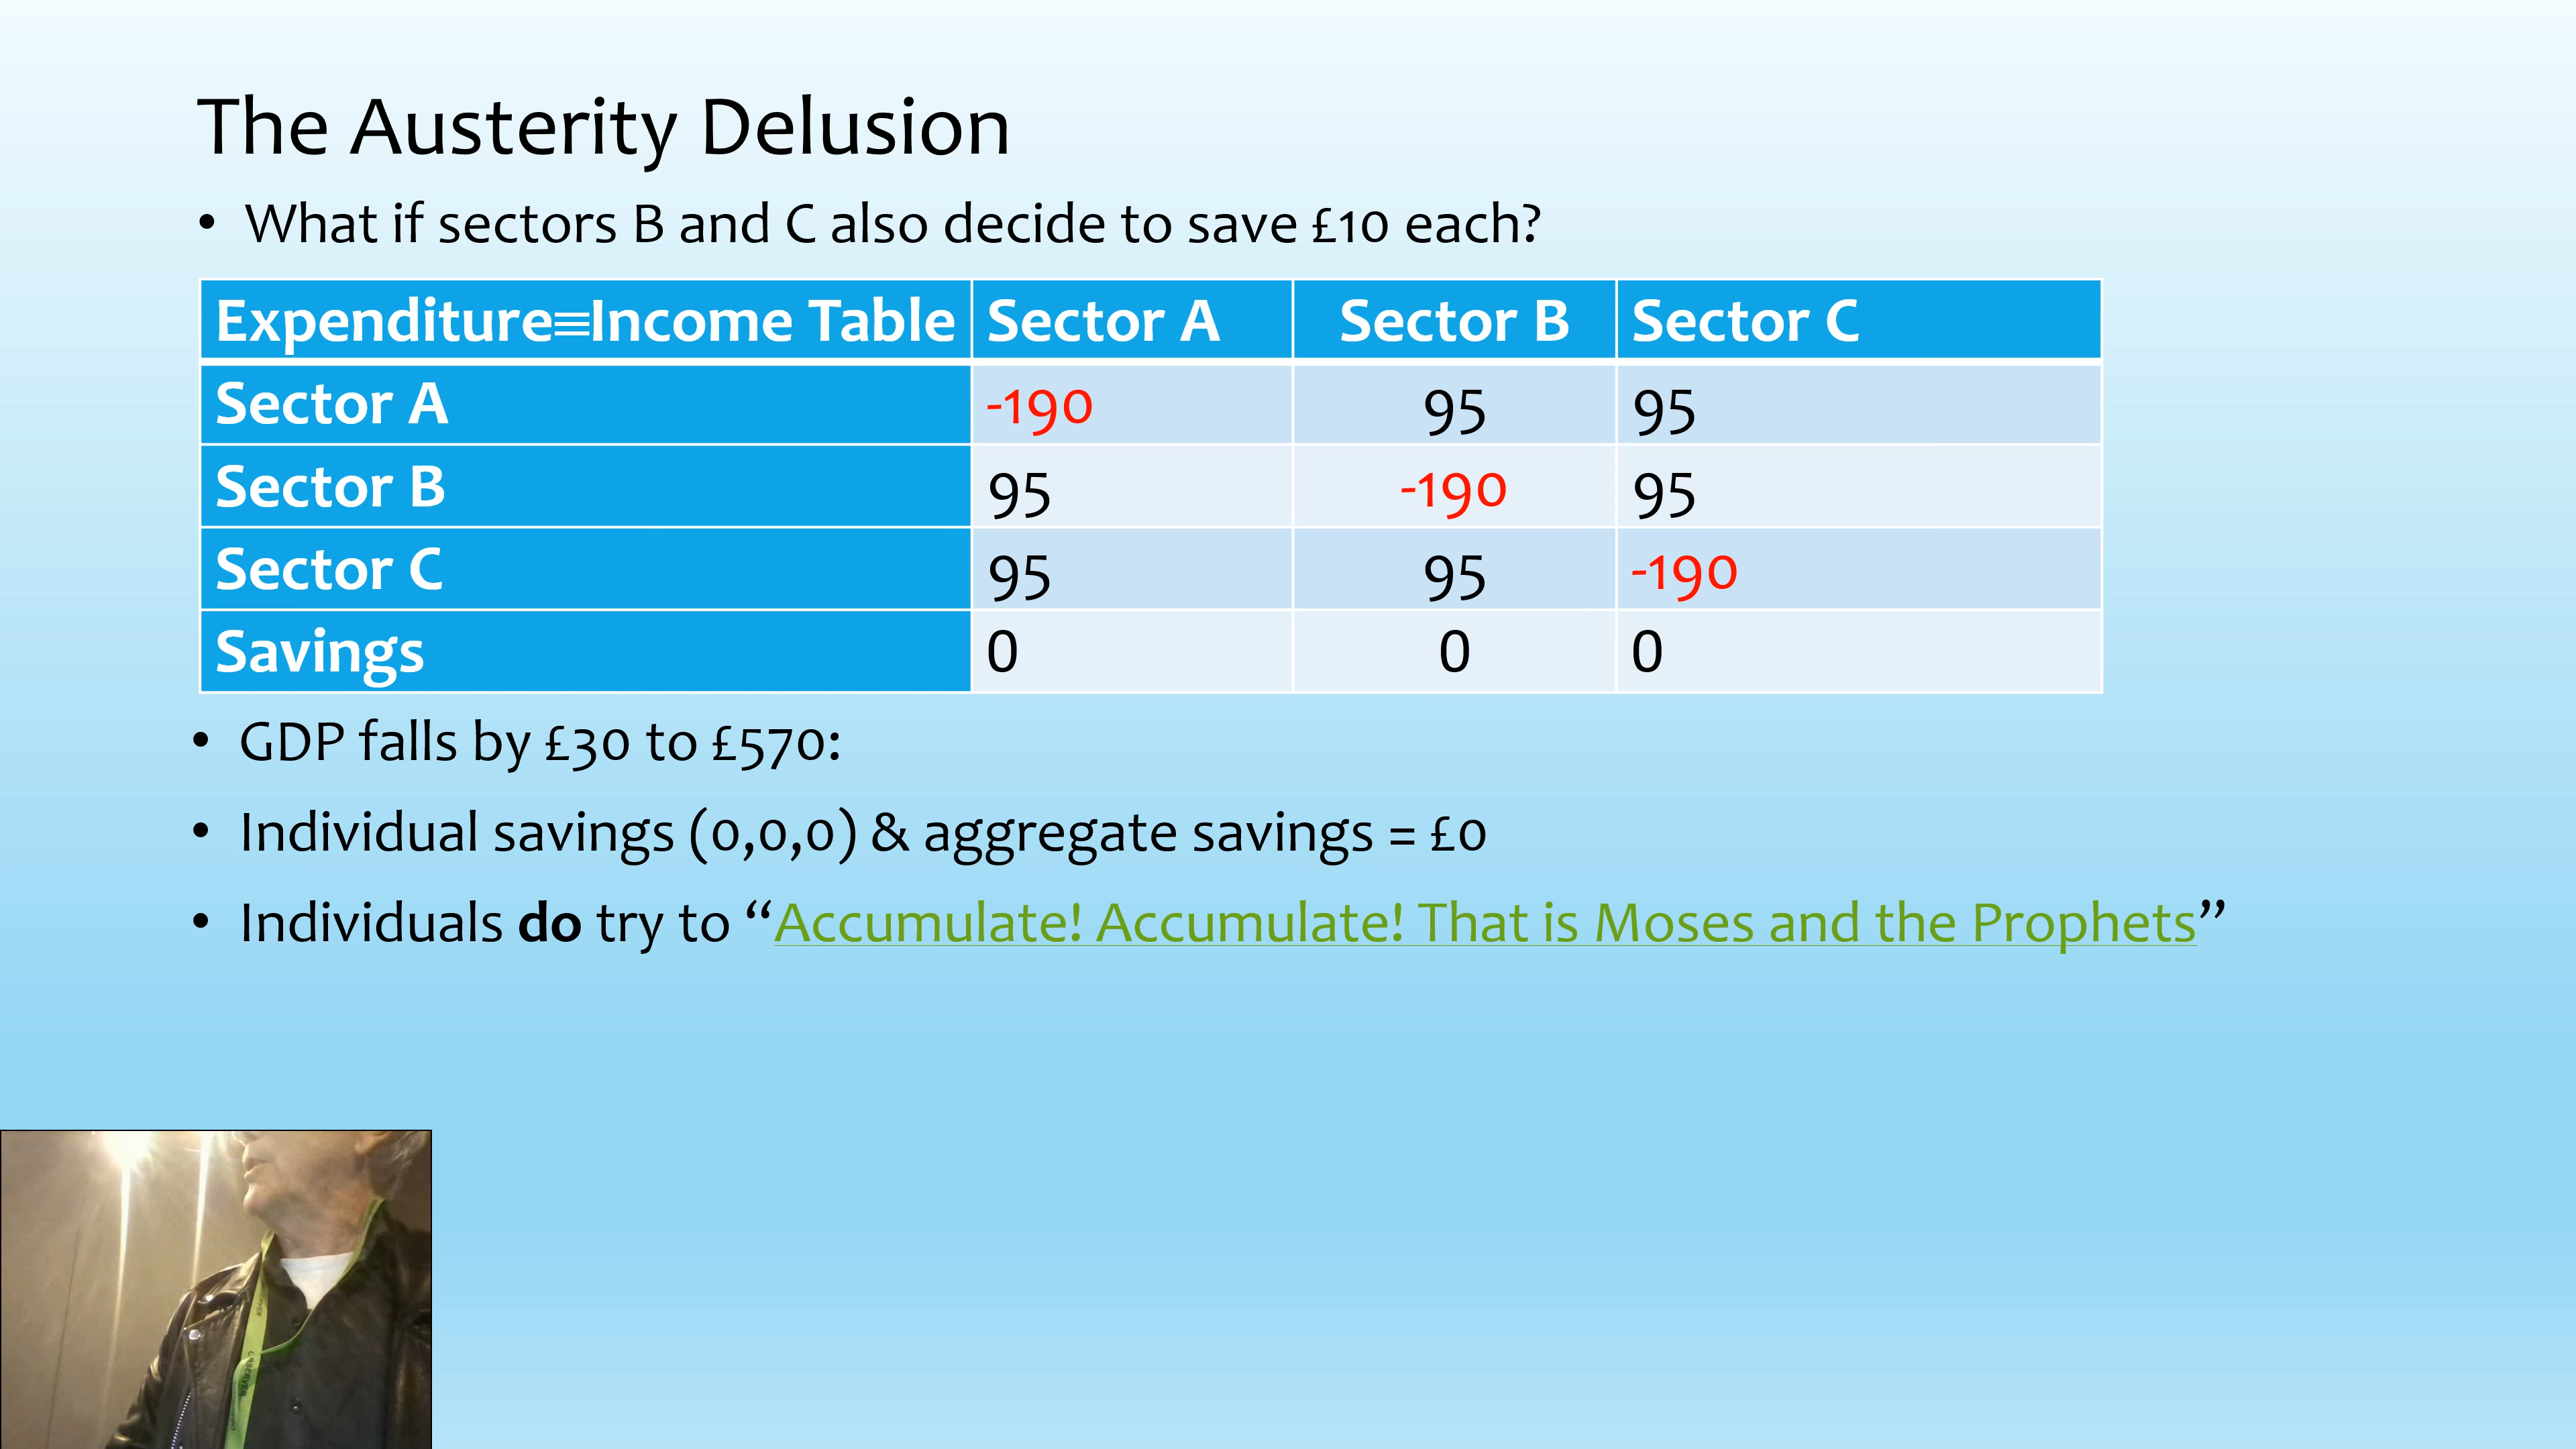 The Austerity Delusion
• What if sectors B and C also decide to save £10 each?
Expenditure≡Income Table Sector A Sector B Sector C
Sector A -190 95 95
Sector B 95 -190 95
Sector C 95 95 -190
Savings 0 0 0
• GDP falls by £30 to £570:
• Individual savings (0,0,0) & aggregate savings = £0
• Individuals do try to “Accumulate! Accumulate! That is Moses and the Prophets”